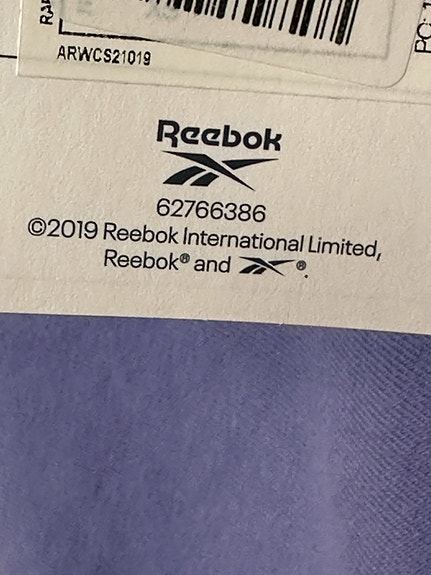 ARWCS21019
Reebok
62766386
©2019 Reebok International Limited,
Reebok® and ®.